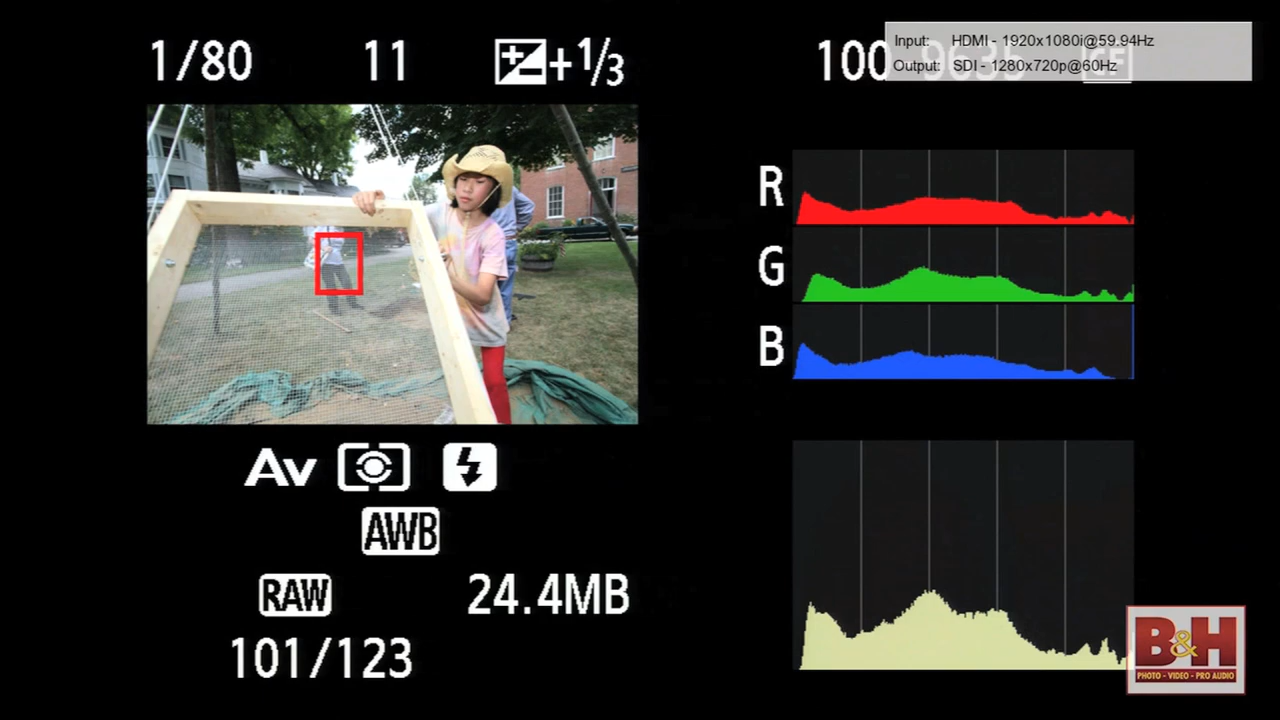 1/80 11 +1/3 100
Input: HDMI - 1920x1080i@59.94Hz
Output: SDI - 1280x720p@60Hz
R
G
B
Av
AWB
RAW 24.4MB
101/123
B&H
PHOTO - VIDEO - PRO AUDIO